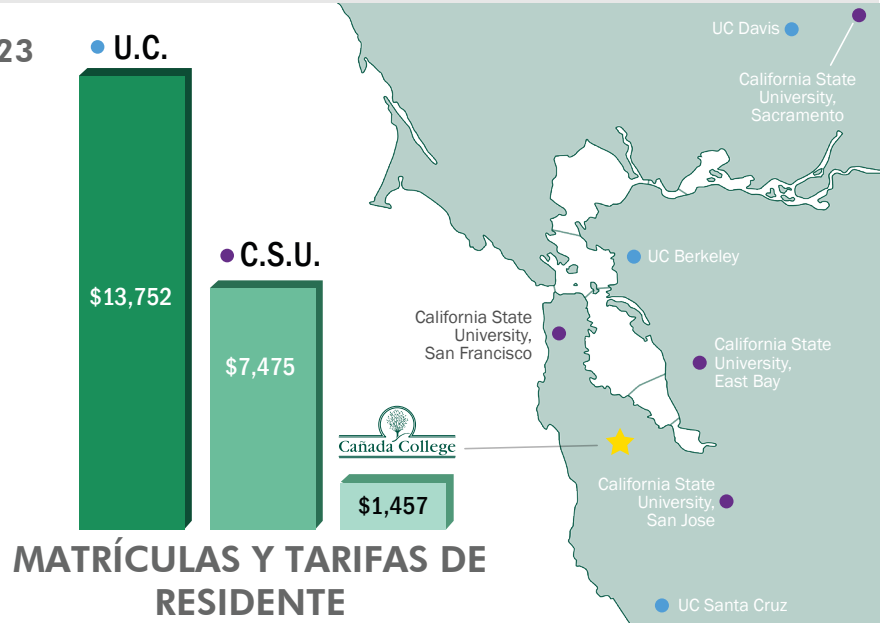 23
U.C.
$13,752
C.S.U.
$7,475
Cañada College
$1,457
MATRÍCULAS Y TARIFAS DE
RESIDENTE
UC Davis
California State
University,
Sacramento
UC Berkeley
California State
University,
San Francisco
California State
University,
East Bay
California State
University,
San Jose
UC Santa Cruz